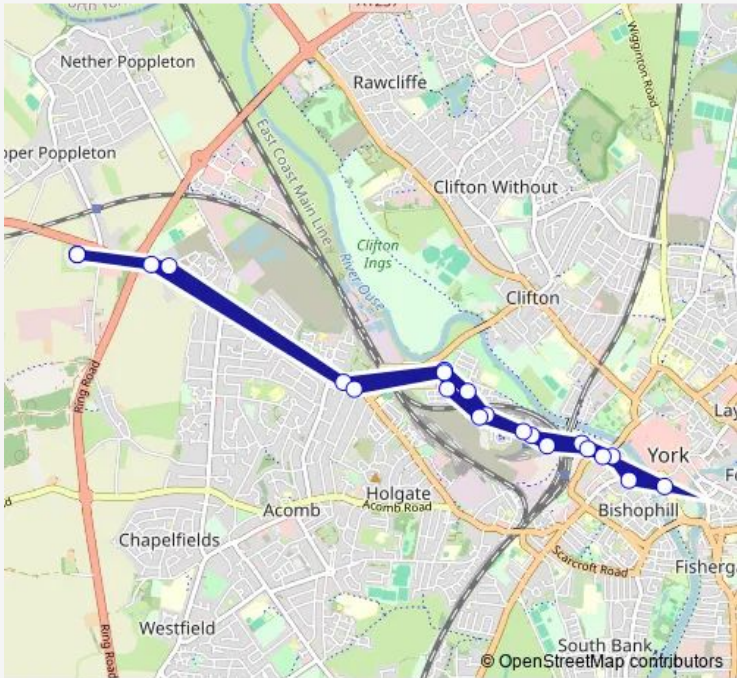 Nether Poppleton
Rawcliffe
Wigginton Road
pper Poppleton
East Coast Main Line
Clifton Without
Clifton
Ings
River Ouse
Clifton
Ring Road
Lay
York
Holgate
Acomb Road
Acomb
Bishophill
Chapelfields
Scarcroft Road
Fisherga
Westfield
Ring Road
South Bank
© OpenStreetMap contributors